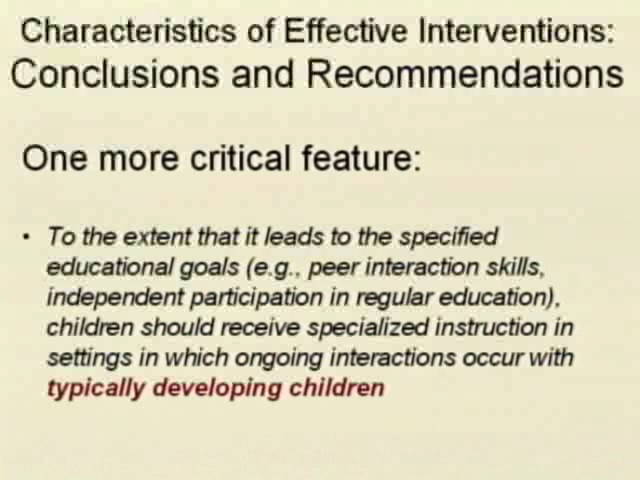 Characteristics of Effective Interventions:
Conclusions and Recommendations
One more critical feature:
• To the extent that it leads to the specified
educational goals (e.g., peer interaction skills,
independent participation in regular education),
children should receive specialized instruction in
settings in which ongoing interactions occur with
typically developing children